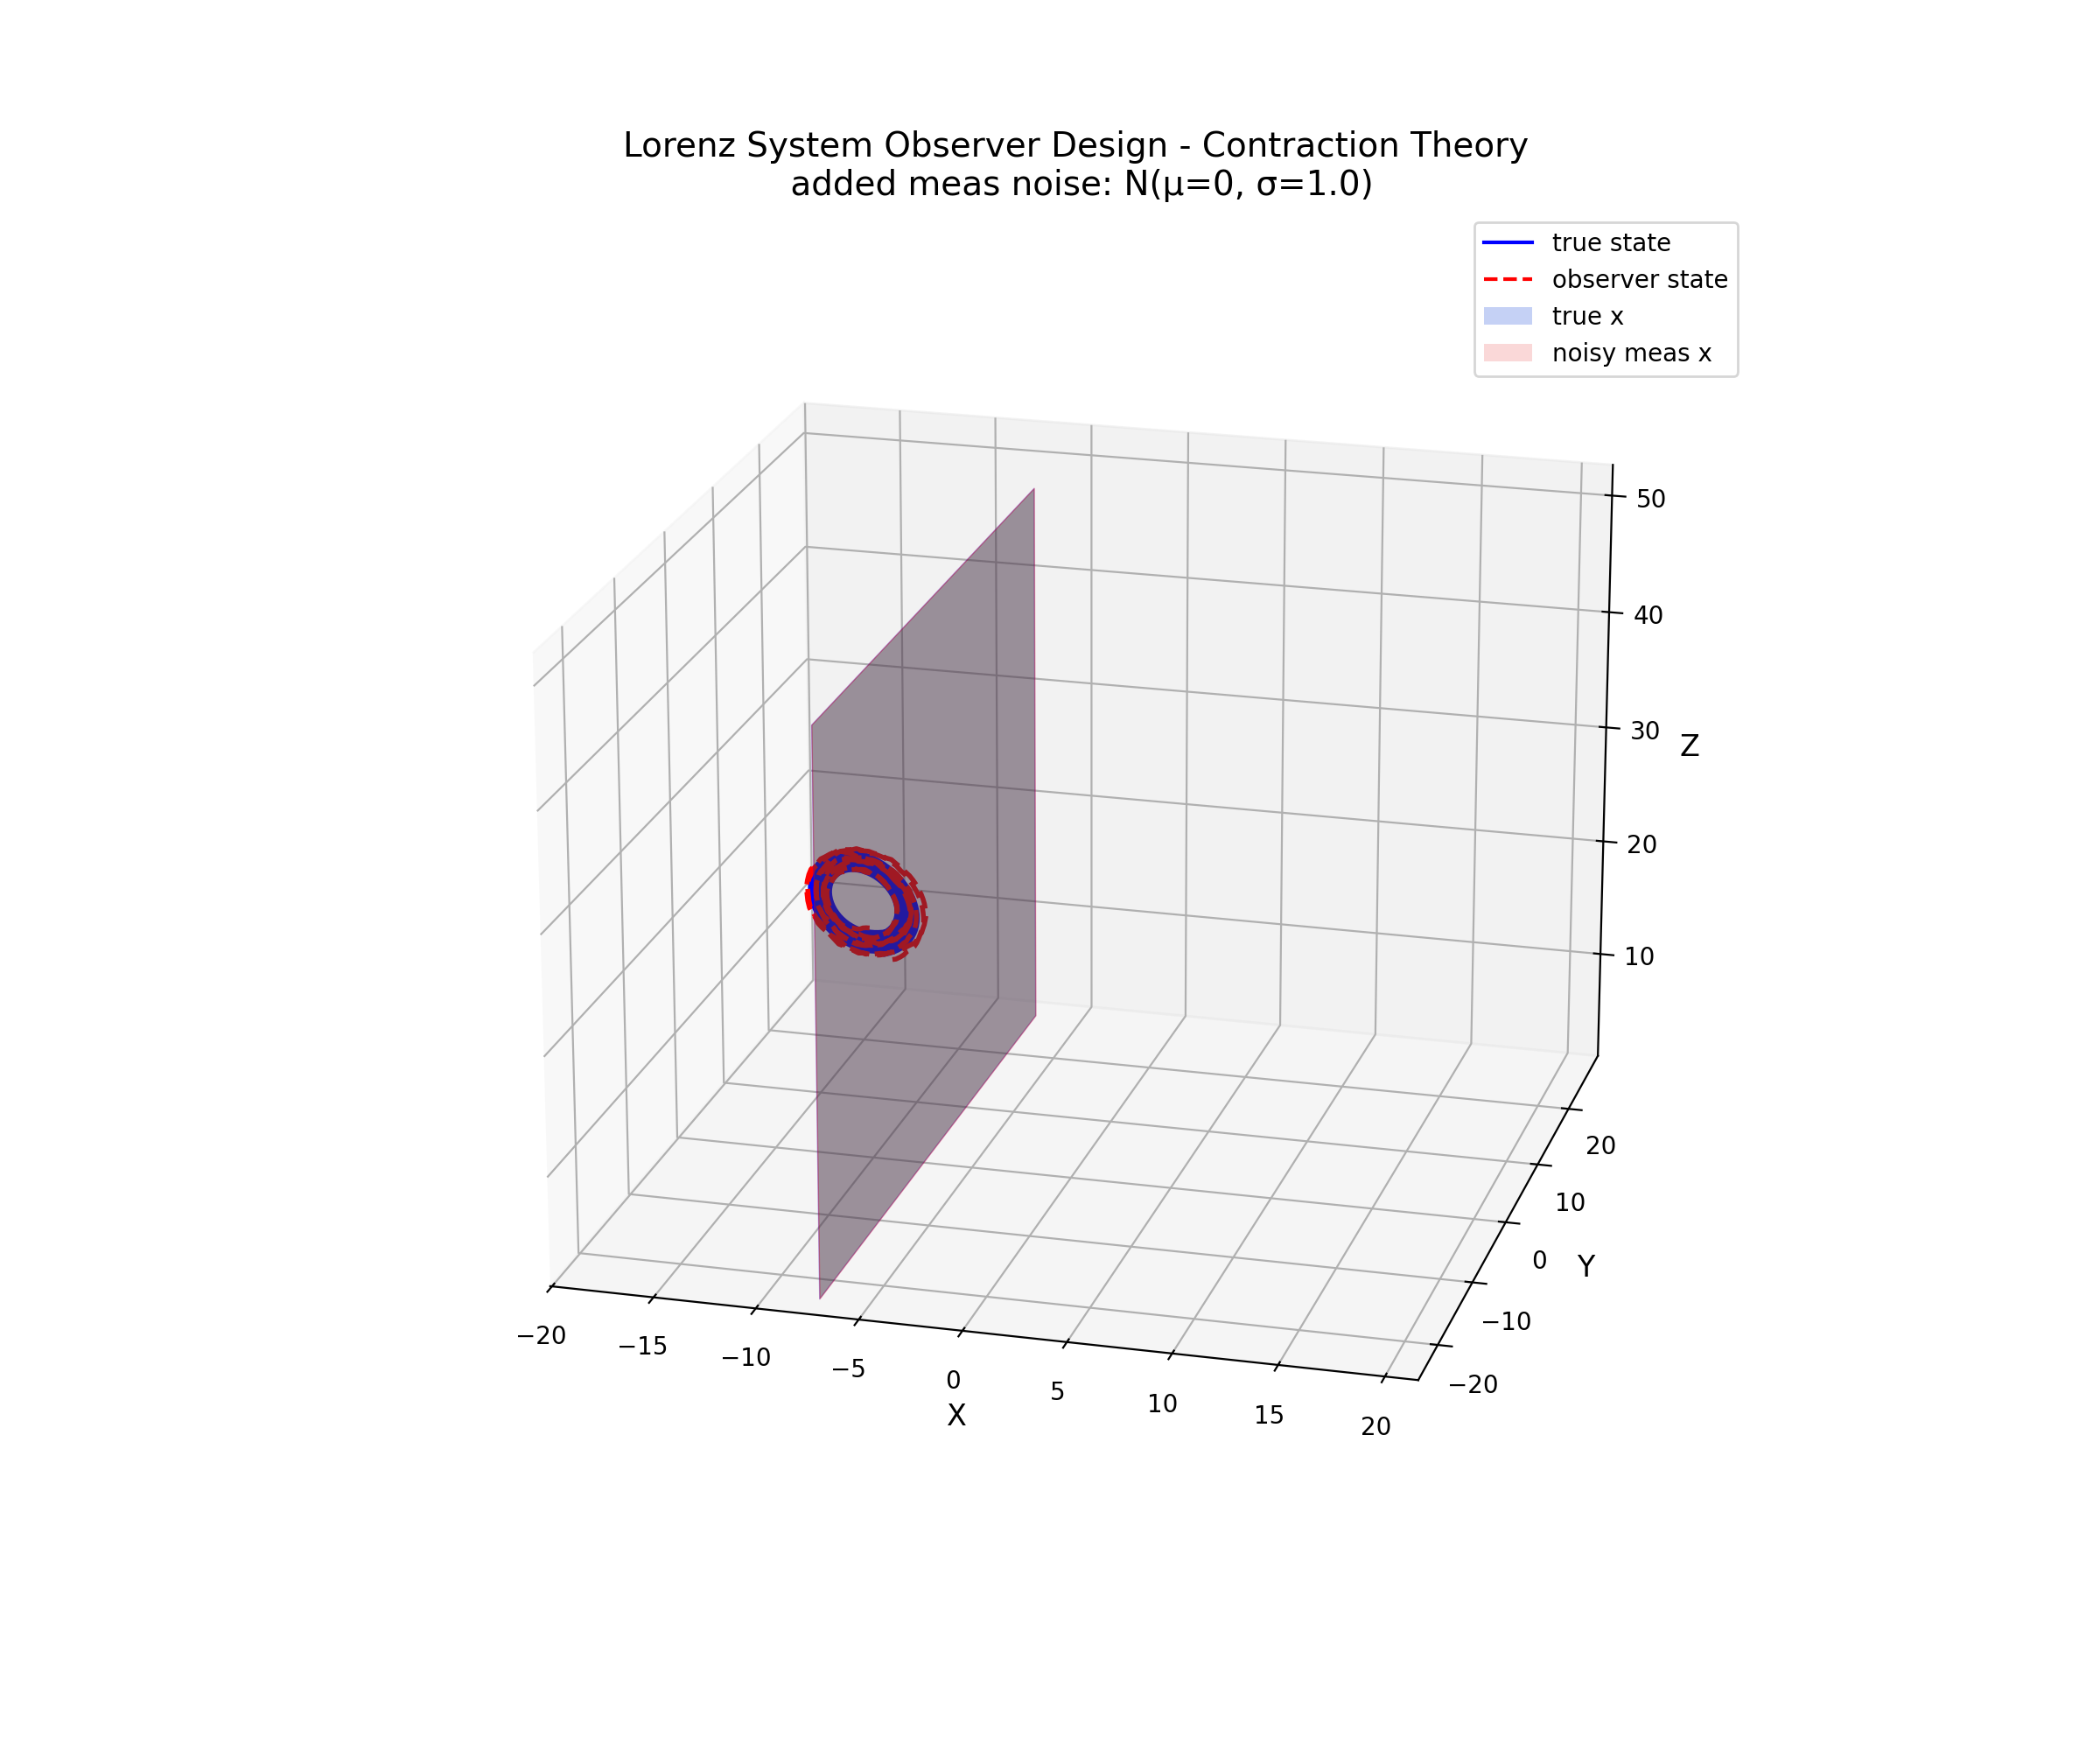 Lorenz System Observer Design - Contraction Theory
added meas noise: N(μ=0, σ=1.0)
true state
observer state
true x
noisy meas x
50
40
30
Z
20
10
20
10
0
Y
−10
−20
−20
−15
−10
−5
0
5
10
15
20
X